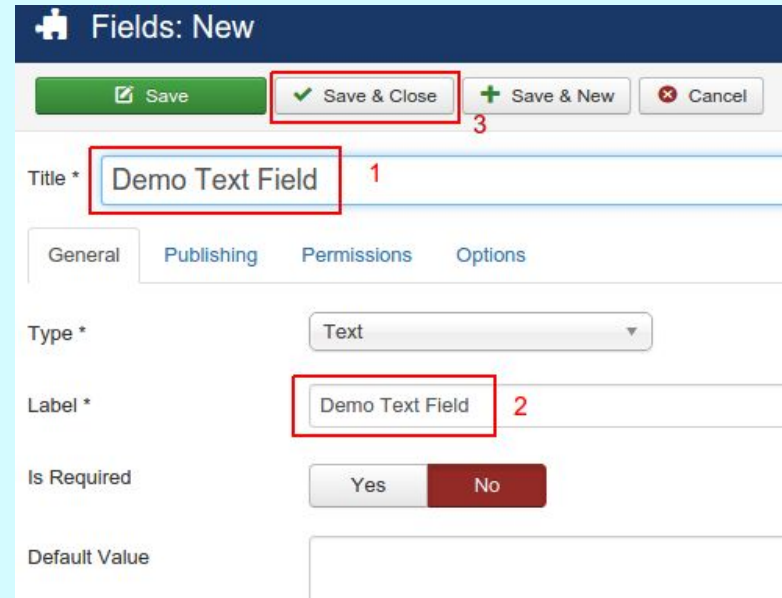 Fields: New
Save Save & Close Save & New Cancel
3
Title * Demo Text Field 1
General Publishing Permissions Options
Type * Text
Label * Demo Text Field 2
Is Required Yes No
Default Value